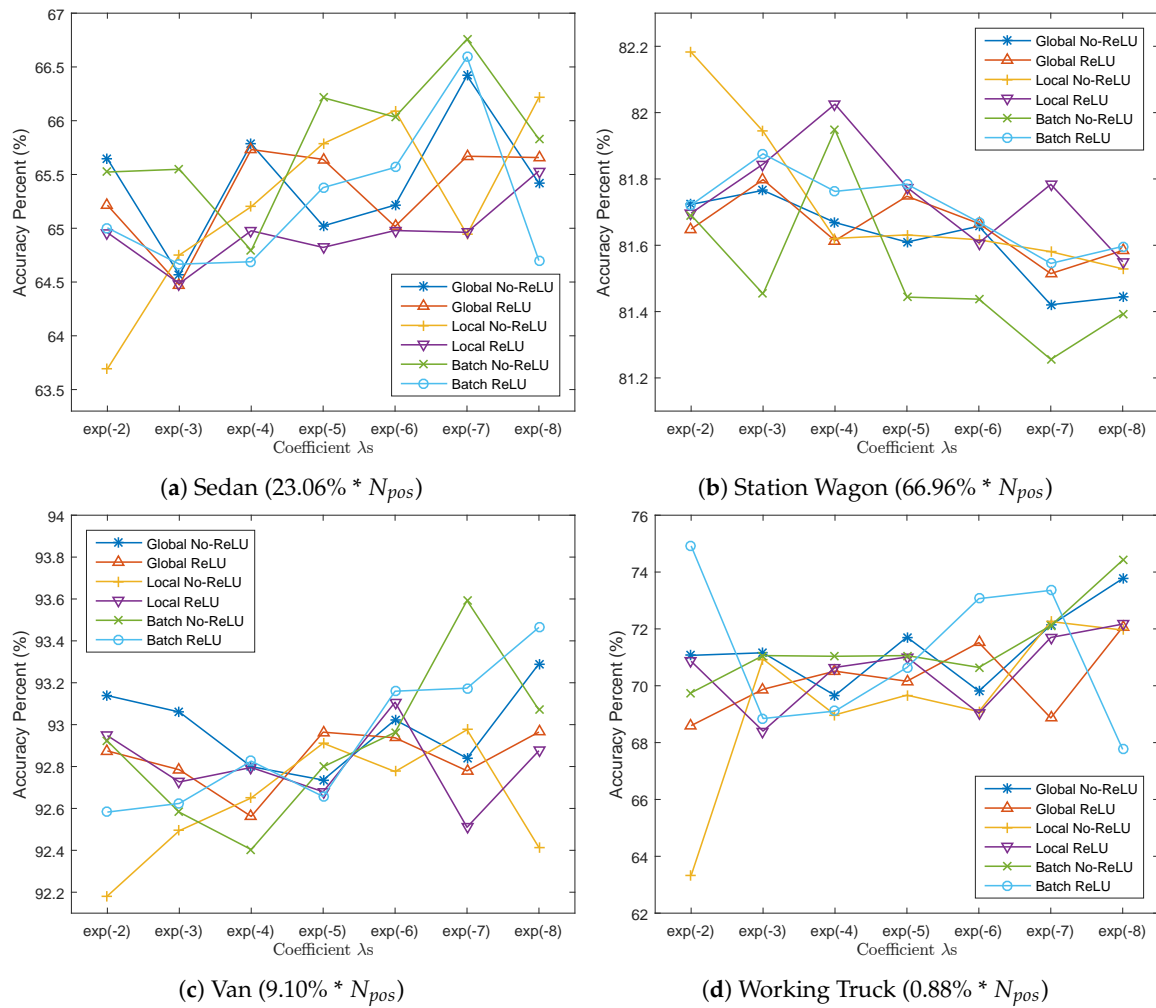 67
66.5
66
65.5
65
64.5
64
63.5
Accuracy Percent (%)
Global No-ReLU
Global ReLU
Local No-ReLU
Local ReLU
Batch No-ReLU
Batch ReLU
exp(-2) exp(-3) exp(-4) exp(-5) exp(-6) exp(-7) exp(-8)
Coefficient λs
(a) Sedan (23.06% * Npos)
82.2
82
81.8
81.6
81.4
81.2
Accuracy Percent (%)
Global No-ReLU
Global ReLU
Local No-ReLU
Local ReLU
Batch No-ReLU
Batch ReLU
exp(-2) exp(-3) exp(-4) exp(-5) exp(-6) exp(-7) exp(-8)
Coefficient λs
(b) Station Wagon (66.96% * Npos)
94
93.8
93.6
93.4
93.2
93
92.8
92.6
92.4
92.2
Accuracy Percent (%)
Global No-ReLU
Global ReLU
Local No-ReLU
Local ReLU
Batch No-ReLU
Batch ReLU
exp(-2) exp(-3) exp(-4) exp(-5) exp(-6) exp(-7) exp(-8)
Coefficient λs
(c) Van (9.10% * Npos)
76
74
72
70
68
66
64
62
Accuracy Percent (%)
Global No-ReLU
Global ReLU
Local No-ReLU
Local ReLU
Batch No-ReLU
Batch ReLU
exp(-2) exp(-3) exp(-4) exp(-5) exp(-6) exp(-7) exp(-8)
Coefficient λs
(d) Working Truck (0.88% * Npos)